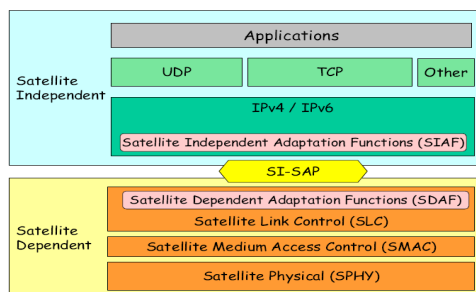 Applications
UDP
TCP
Other
Satellite
Independent
IPv4 / IPv6
Satellite Independent Adaptation Functions (SIAF)
SI-SAP
Satellite Dependent Adaptation Functions (SDAF)
Satellite Link Control (SLC)
Satellite
Dependent
Satellite Medium Access Control (SMAC)
Satellite Physical (SPHY)